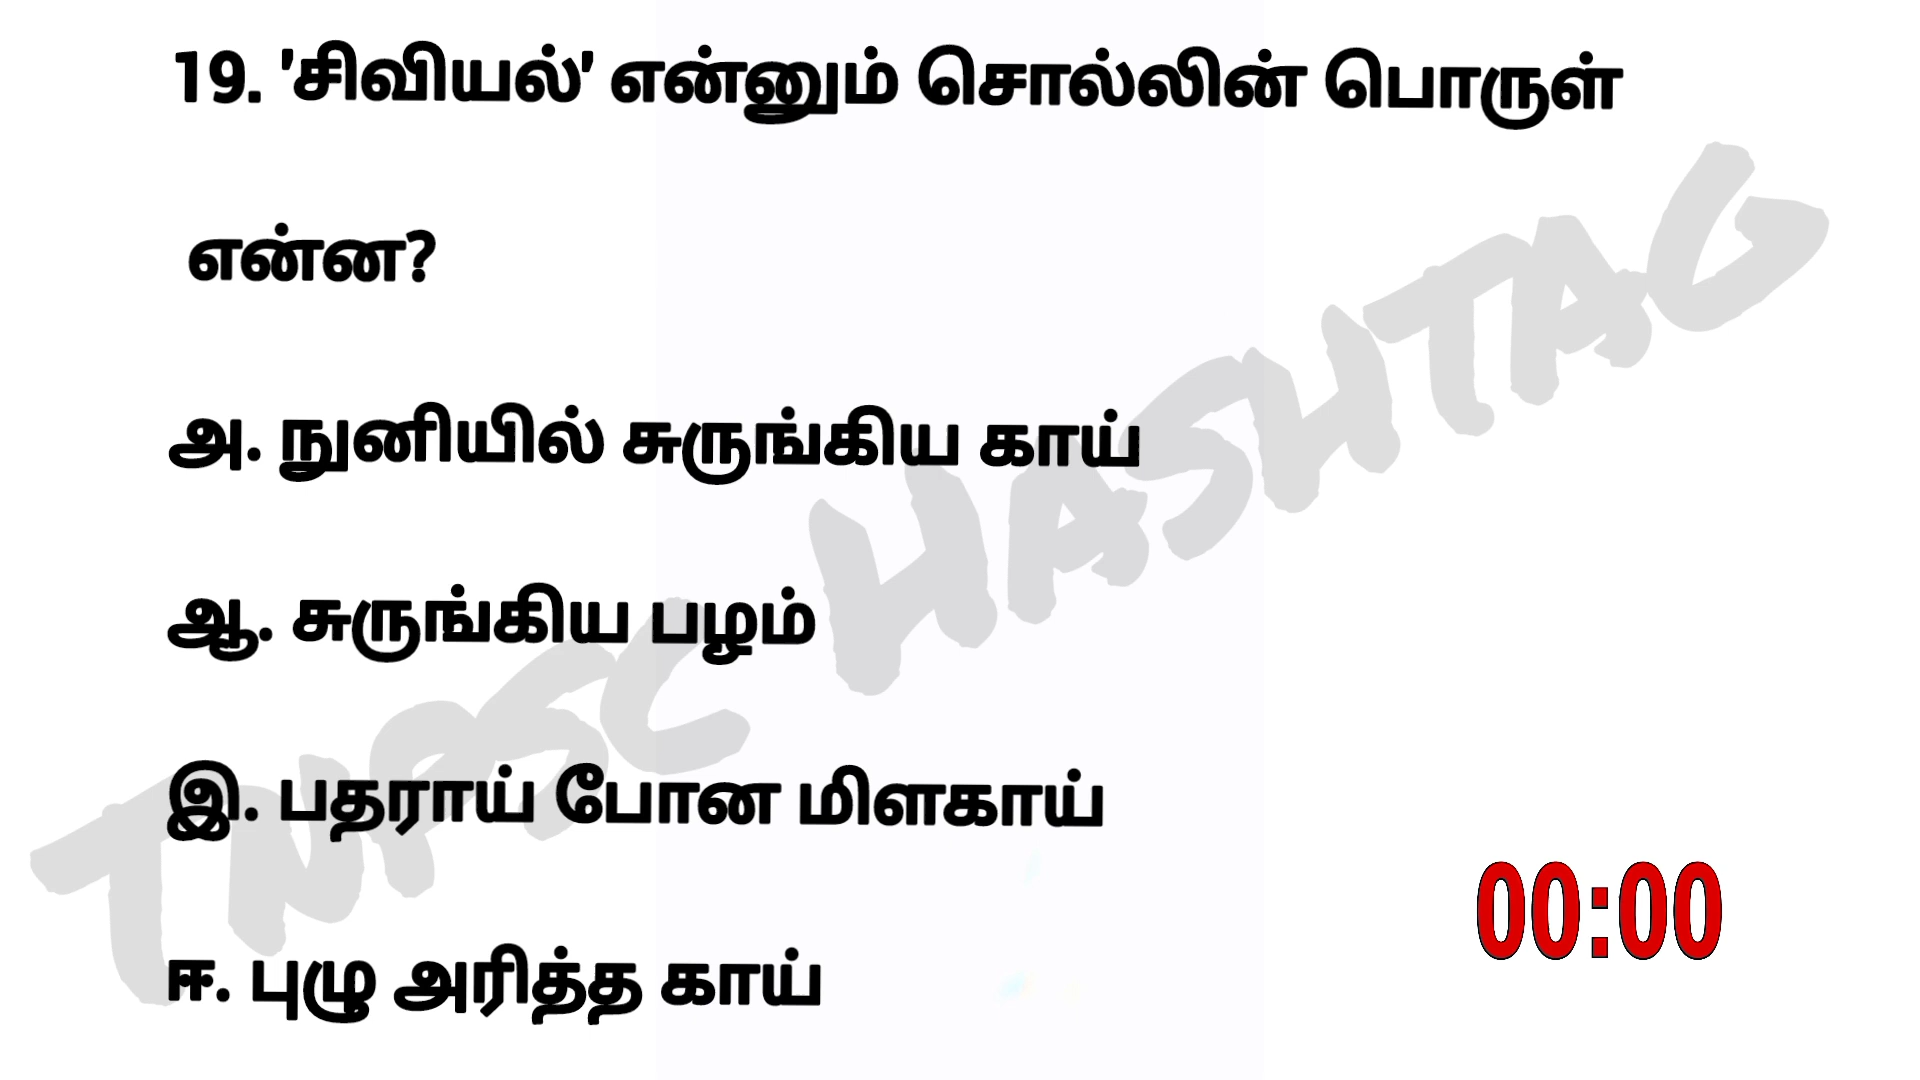 19. 'சிவியல்' என்னும் சொல்லின் பொருள்
என்ன?
அ. நுனியில் சுருங்கிய காய்
ஆ. சுருங்கிய பழம்
இ. பதராய் போன மிளகாய்
ஈ. புழு அரித்த காய்
00:00
TNPSC HASHTAG